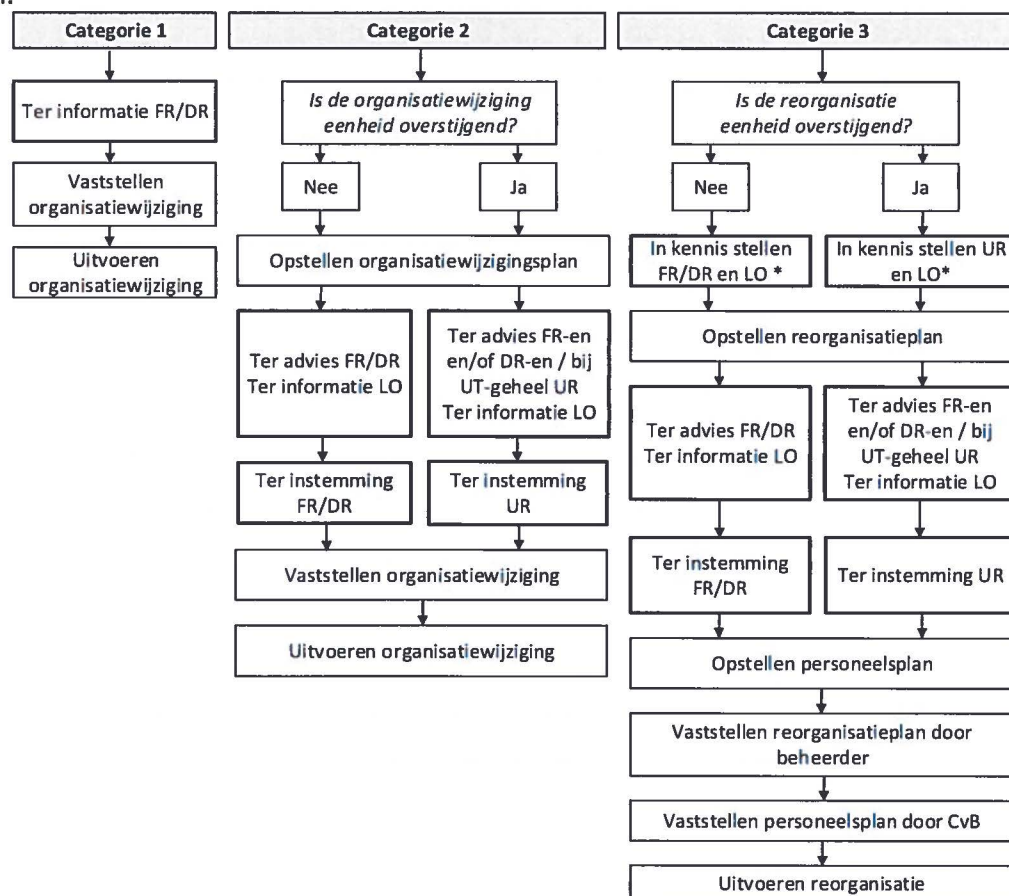 Categorie 1
Ter informatie FR/DR
Vaststellen
organisatiewijziging
Uitvoeren
organisatiewijziging
Categorie 2
Is de organisatiewijziging
eenheid overstijgend?
Nee
Ja
Opstellen organisatiewijzigingsplan
Ter advies FR/DR
Ter informatie LO
Ter advies FR-en
en/of DR-en / bij
UT-geheel UR
Ter informatie LO
Ter instemming
FR/DR
Ter instemming
UR
Vaststellen organisatiewijziging
Uitvoeren organisatiewijziging
Categorie 3
Is de reorganisatie
eenheid overstijgend?
Nee
Ja
In kennis stellen
FR/DR en LO *
In kennis stellen UR
en LO*
Opstellen reorganisatieplan
Ter advies FR/DR
Ter informatie LO
Ter advies FR-en
en/of DR-en / bij
UT-geheel UR
Ter informatie LO
Ter instemming
FR/DR
Ter instemming UR
Opstellen personeelsplan
Vaststellen reorganisatieplan door
beheerder
Vaststellen personeelsplan door CvB
Uitvoeren reorganisatie